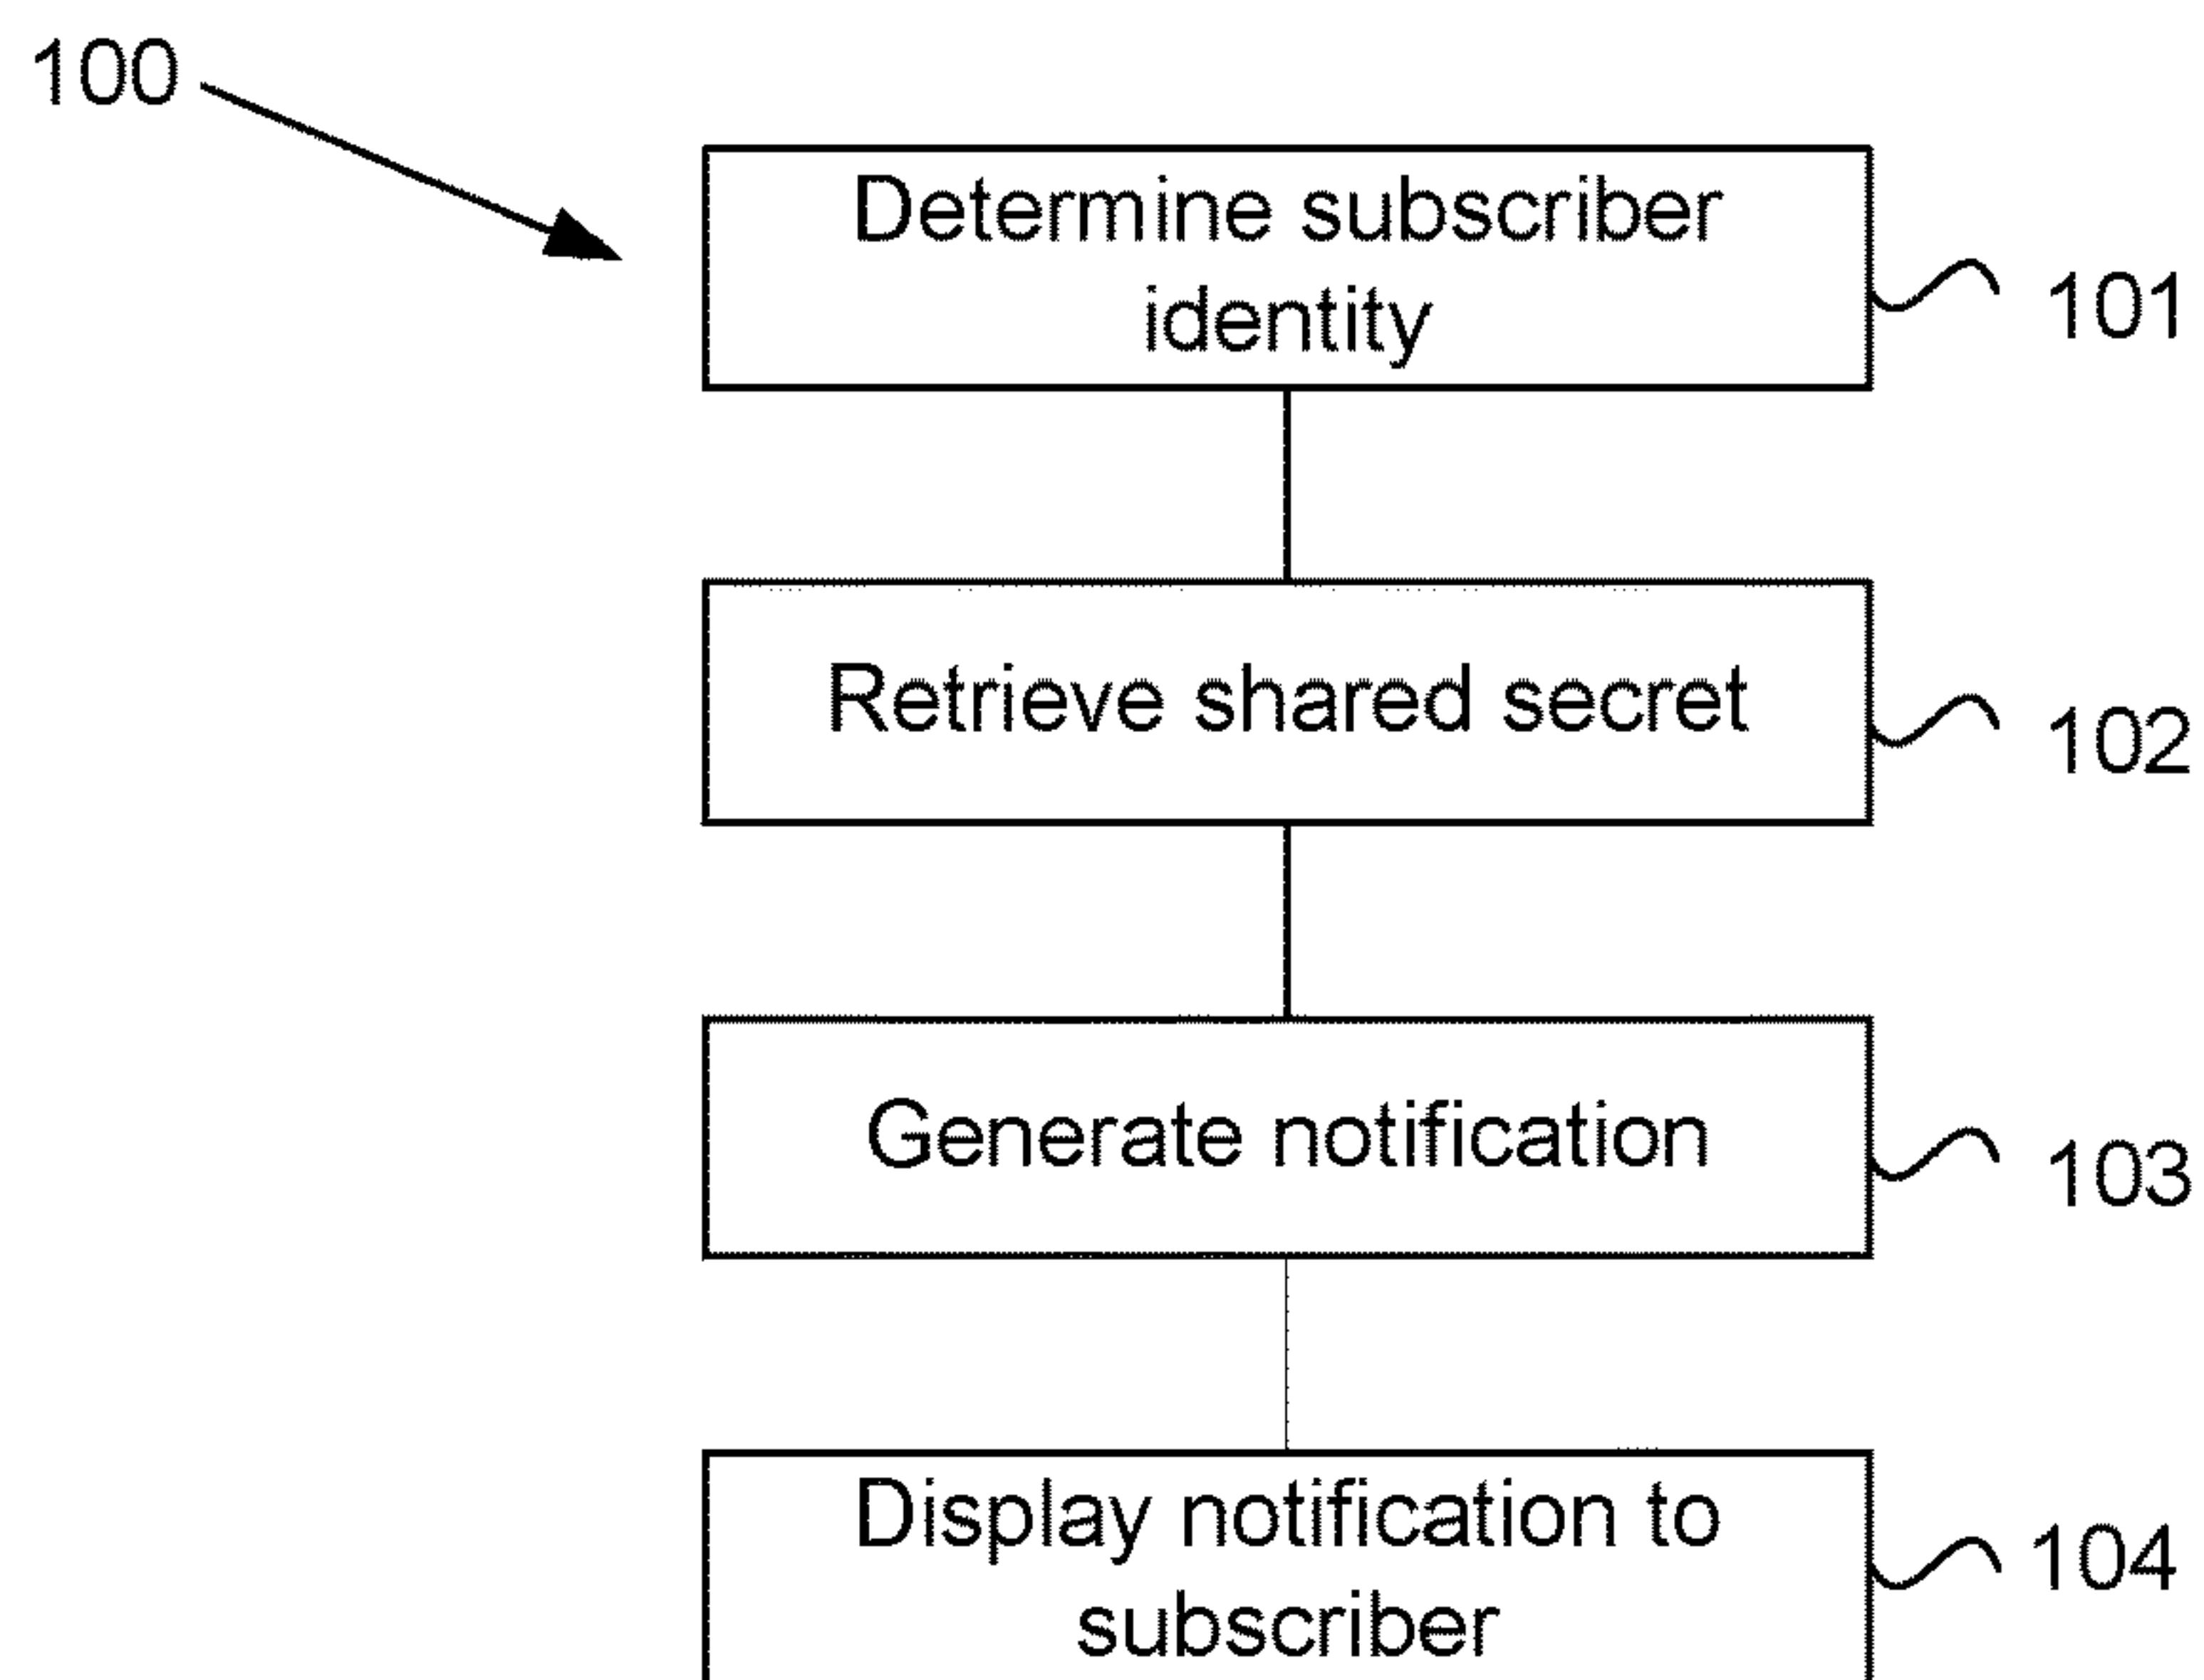 100
Determine subscriber
identity
101
Retrieve shared secret
102
Generate notification
103
Display notification to
subscriber
104